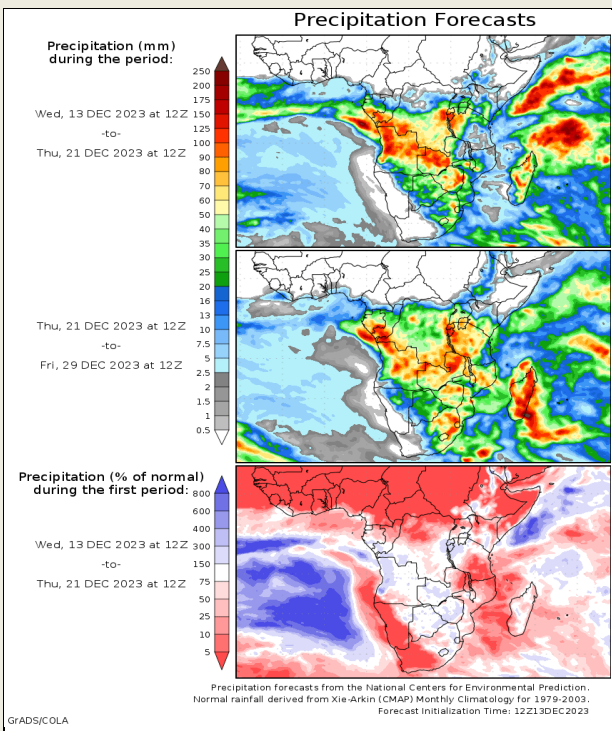 Precipitation Forecasts
Precipitation (mm)
during the period:
Wed, 13 DEC 2023 at 12Z
-to-
Thu, 21 DEC 2023 at 12Z
250
200
175
150
125
100
90
80
70
60
50
40
35
30
25
20
16
13
10
7.5
5
2.5
2
1.5
1
0.5
Thu, 21 DEC 2023 at 12Z
-to-
Fri, 29 DEC 2023 at 12Z
Precipitation (% of normal)
during the first period:
Wed, 13 DEC 2023 at 12Z
-to-
Thu, 21 DEC 2023 at 12Z
800
600
400
300
150
75
50
25
10
5
Precipitation forecasts from the National Centers for Environmental Prediction.
Normal rainfall derived from Xie-Arkin (CMAP) Monthly Climatology for 1979-2003.
Forecast Initialization Time: 12Z13DEC2023
GrADS/COLA